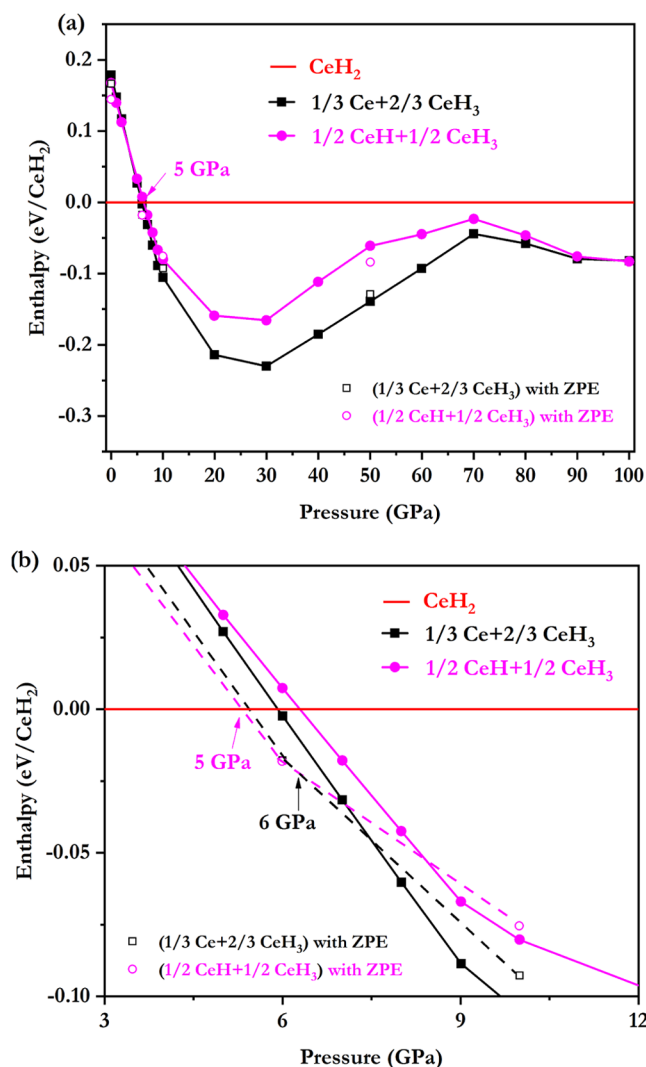 (a)
0.2
0.1
0.0
-0.1
-0.2
-0.3
Enthalpy (eV/CeH₂)
CeH₂
1/3 Ce+2/3 CeH₃
1/2 CeH+1/2 CeH₃
5 GPa
(1/3 Ce+2/3 CeH₃) with ZPE
(1/2 CeH+1/2 CeH₃) with ZPE
0 10 20 30 40 50 60 70 80 90 100
Pressure (GPa)
(b)
0.05
0.00
-0.05
-0.10
Enthalpy (eV/CeH₂)
CeH₂
1/3 Ce+2/3 CeH₃
1/2 CeH+1/2 CeH₃
5 GPa
6 GPa
(1/3 Ce+2/3 CeH₃) with ZPE
(1/2 CeH+1/2 CeH₃) with ZPE
3 6 9 12
Pressure (GPa)